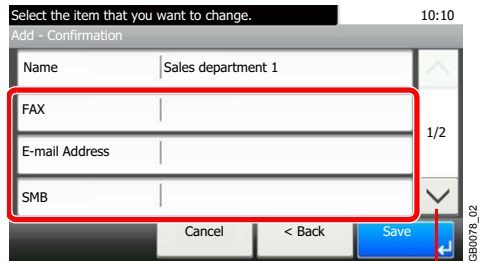 Select the item that you want to change. 10:10
Add - Confirmation
Name Sales department 1
FAX
1/2
E-mail Address
SMB
Cancel < Back Save
GB0078_02